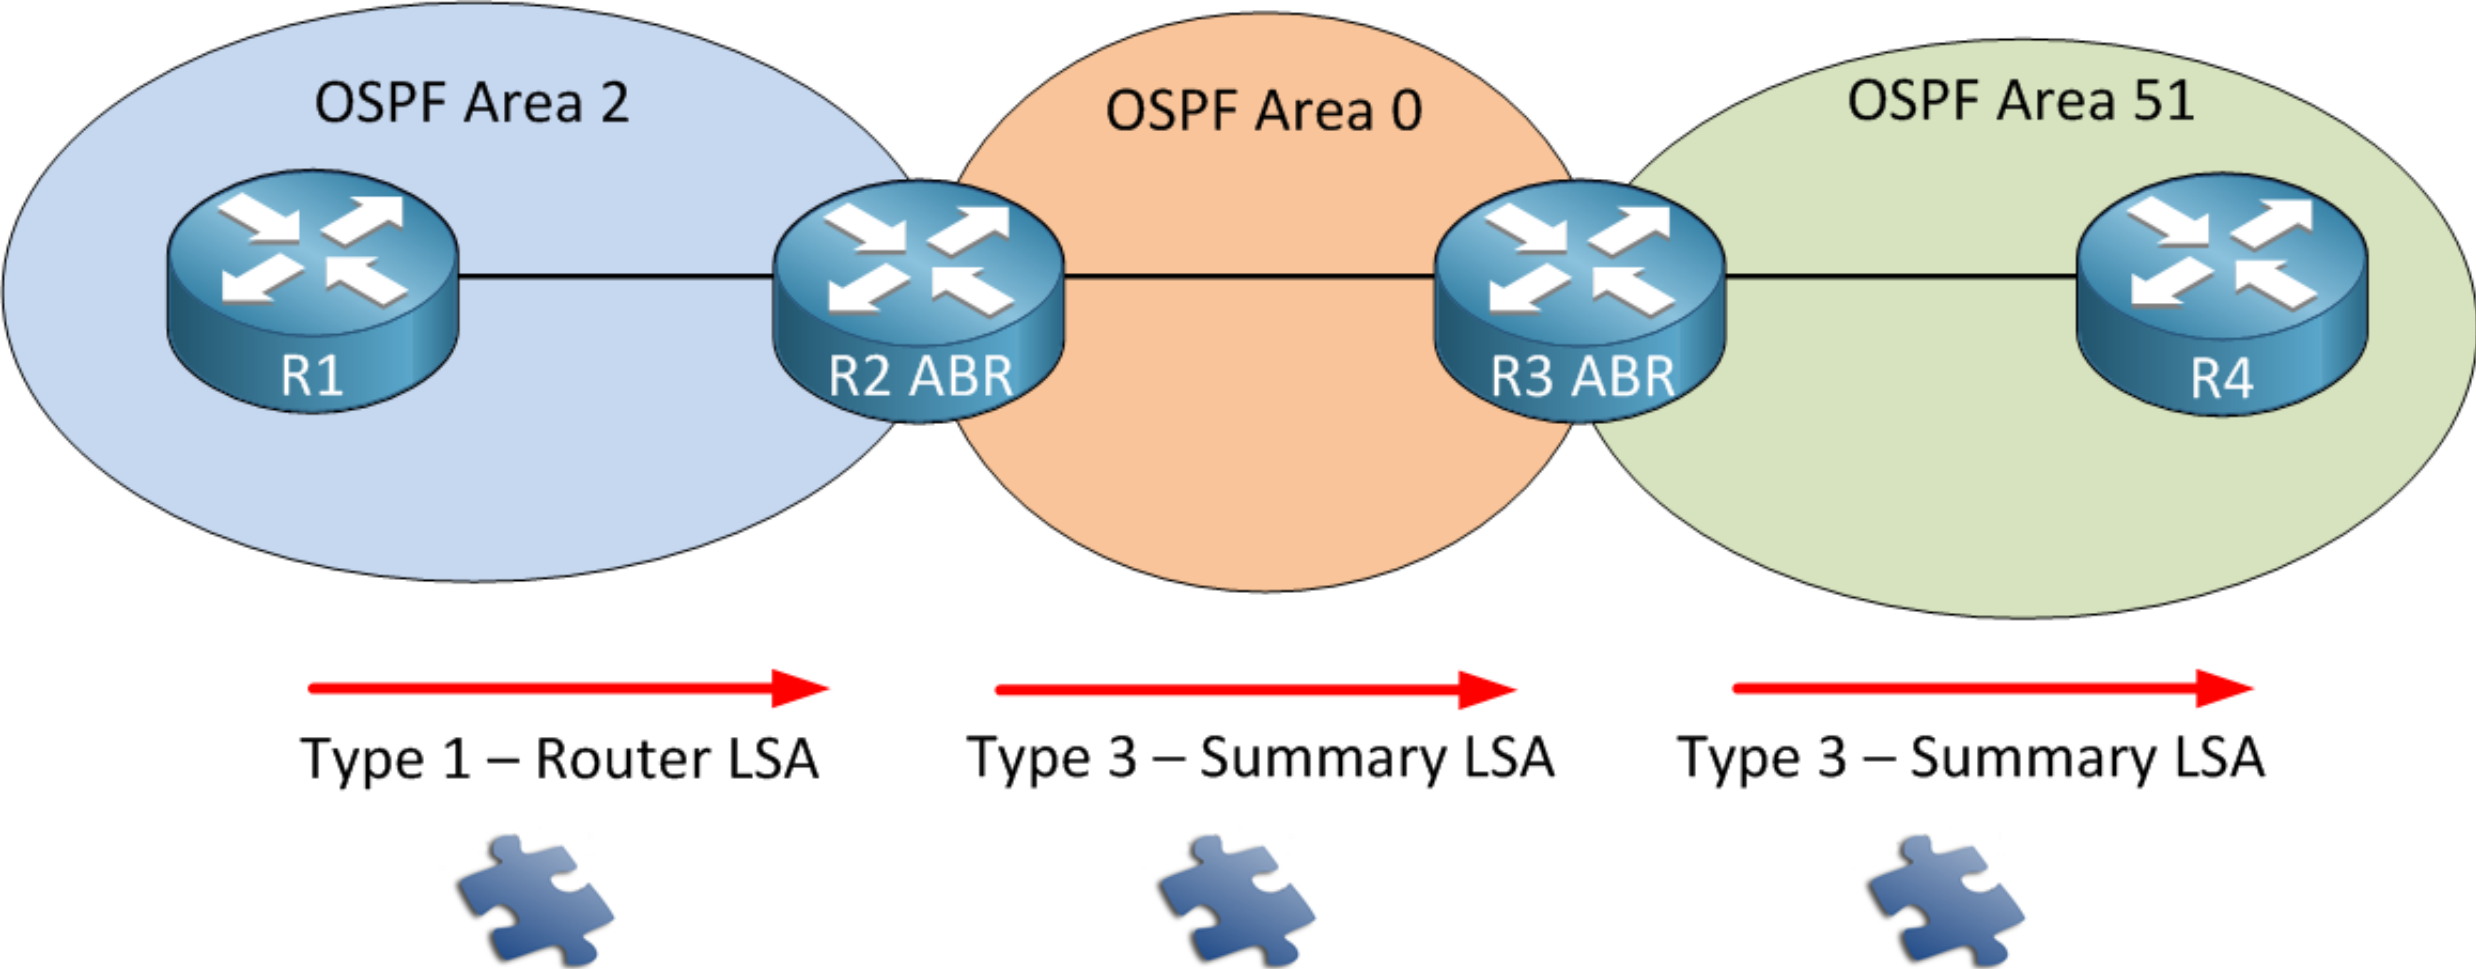 OSPF Area 2
OSPF Area 0
OSPF Area 51
R1
R2 ABR
R3 ABR
R4
Type 1 – Router LSA
Type 3 – Summary LSA
Type 3 – Summary LSA